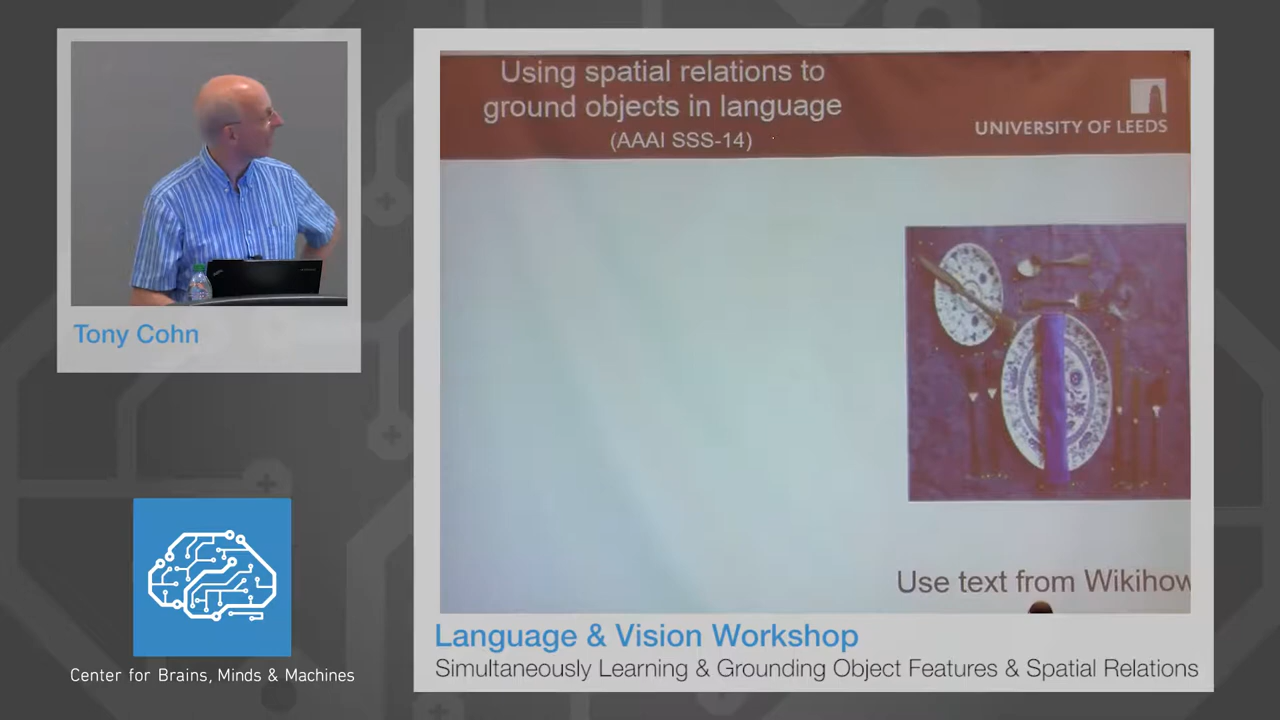 Using spatial relations to
ground objects in language
(AAAI SSS-14)
UNIVERSITY OF LEEDS
Tony Cohn
Use text from Wikihow
Language & Vision Workshop
Simultaneously Learning & Grounding Object Features & Spatial Relations
Center for Brains, Minds & Machines